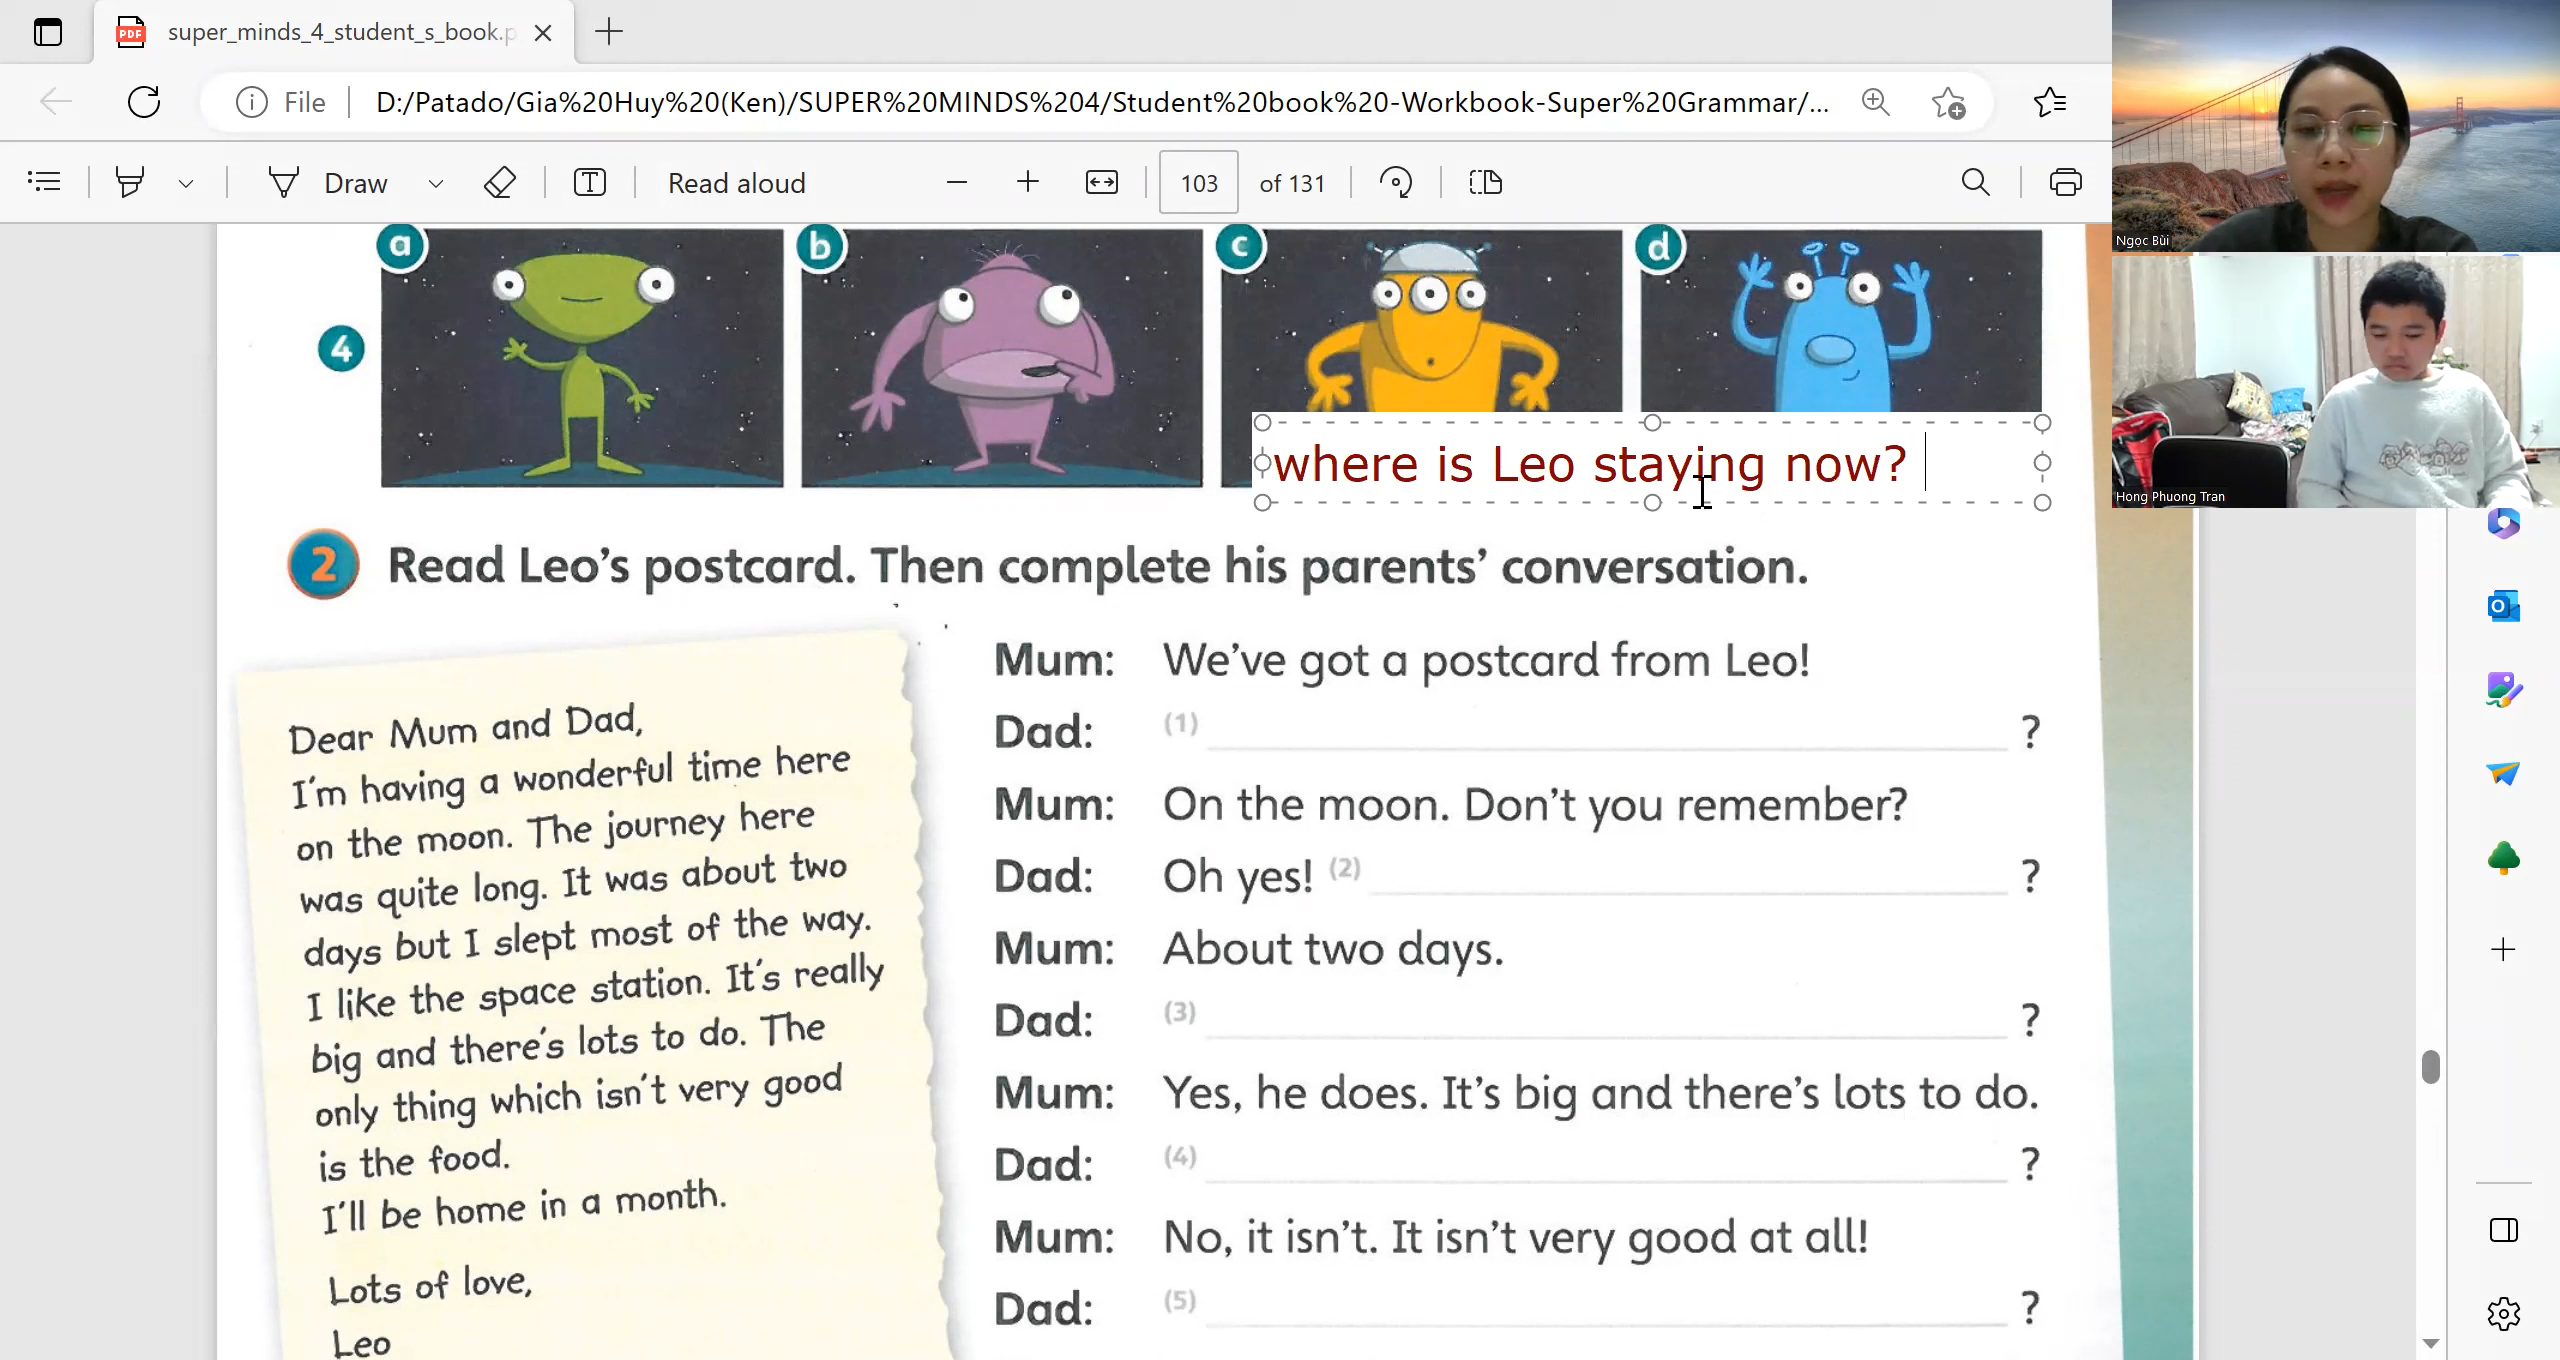 super_minds_4_student_s_book.p
File
D:/Patado/Gia%20Huy%20(Ken)/SUPER%20MINDS%204/Student%20book%20-Workbook-Super%20Grammar/...
Draw
Read aloud
103 of 131
Ngọc Bùi
Hong Phuong Tran
a b c d
4
where is Leo staying now?
2 Read Leo's postcard. Then complete his parents' conversation.
Dear Mum and Dad,
I'm having a wonderful time here
on the moon. The journey here
was quite long. It was about two
days but I slept most of the way.
I like the space station. It's really
big and there's lots to do. The
only thing which isn't very good
is the food.
I'll be home in a month.
Lots of love,
Leo
Mum: We've got a postcard from Leo!
Dad: (1) ?
Mum: On the moon. Don't you remember?
Dad: Oh yes! (2) ?
Mum: About two days.
Dad: (3) ?
Mum: Yes, he does. It's big and there's lots to do.
Dad: (4) ?
Mum: No, it isn't. It isn't very good at all!
Dad: (5) ?